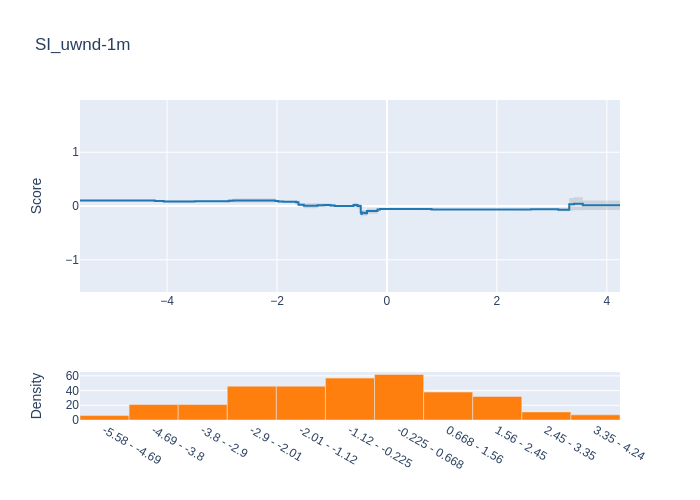 SI_uwnd-1m
Score
1
0
−1
−4
−2
0
2
4
Density
60
40
20
0
-5.58 - -4.69
-4.69 - -3.8
-3.8 - -2.9
-2.9 - -2.01
-2.01 - -1.12
-1.12 - -0.225
-0.225 - 0.668
0.668 - 1.56
1.56 - 2.45
2.45 - 3.35
3.35 - 4.24